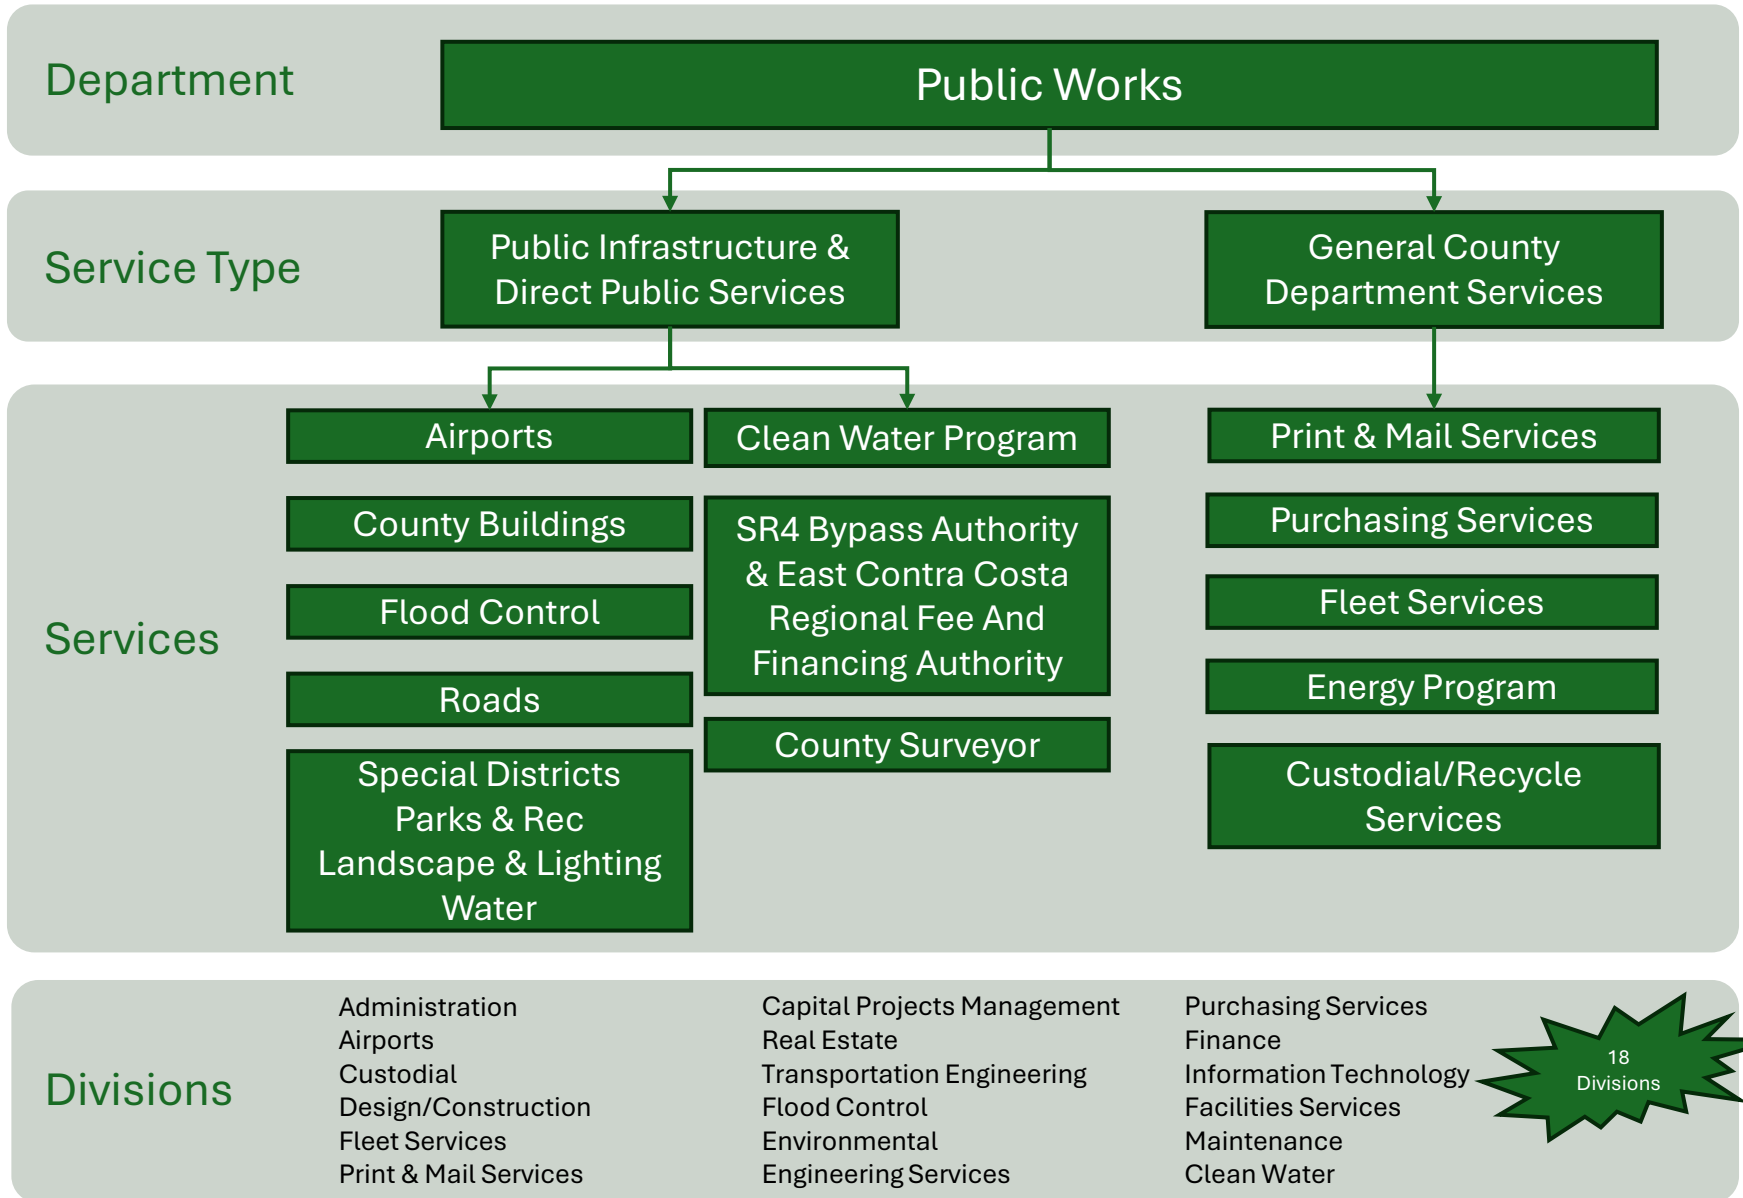 Department
Public Works
Service Type
Public Infrastructure &
Direct Public Services
General County
Department Services
Services
Airports
County Buildings
Flood Control
Roads
Special Districts
Parks & Rec
Landscape & Lighting
Water
Clean Water Program
SR4 Bypass Authority
& East Contra Costa
Regional Fee And
Financing Authority
County Surveyor
Print & Mail Services
Purchasing Services
Fleet Services
Energy Program
Custodial/Recycle
Services
Divisions
Administration
Airports
Custodial
Design/Construction
Fleet Services
Print & Mail Services
Capital Projects Management
Real Estate
Transportation Engineering
Flood Control
Environmental
Engineering Services
Purchasing Services
Finance
Information Technology
Facilities Services
Maintenance
Clean Water
18
Divisions